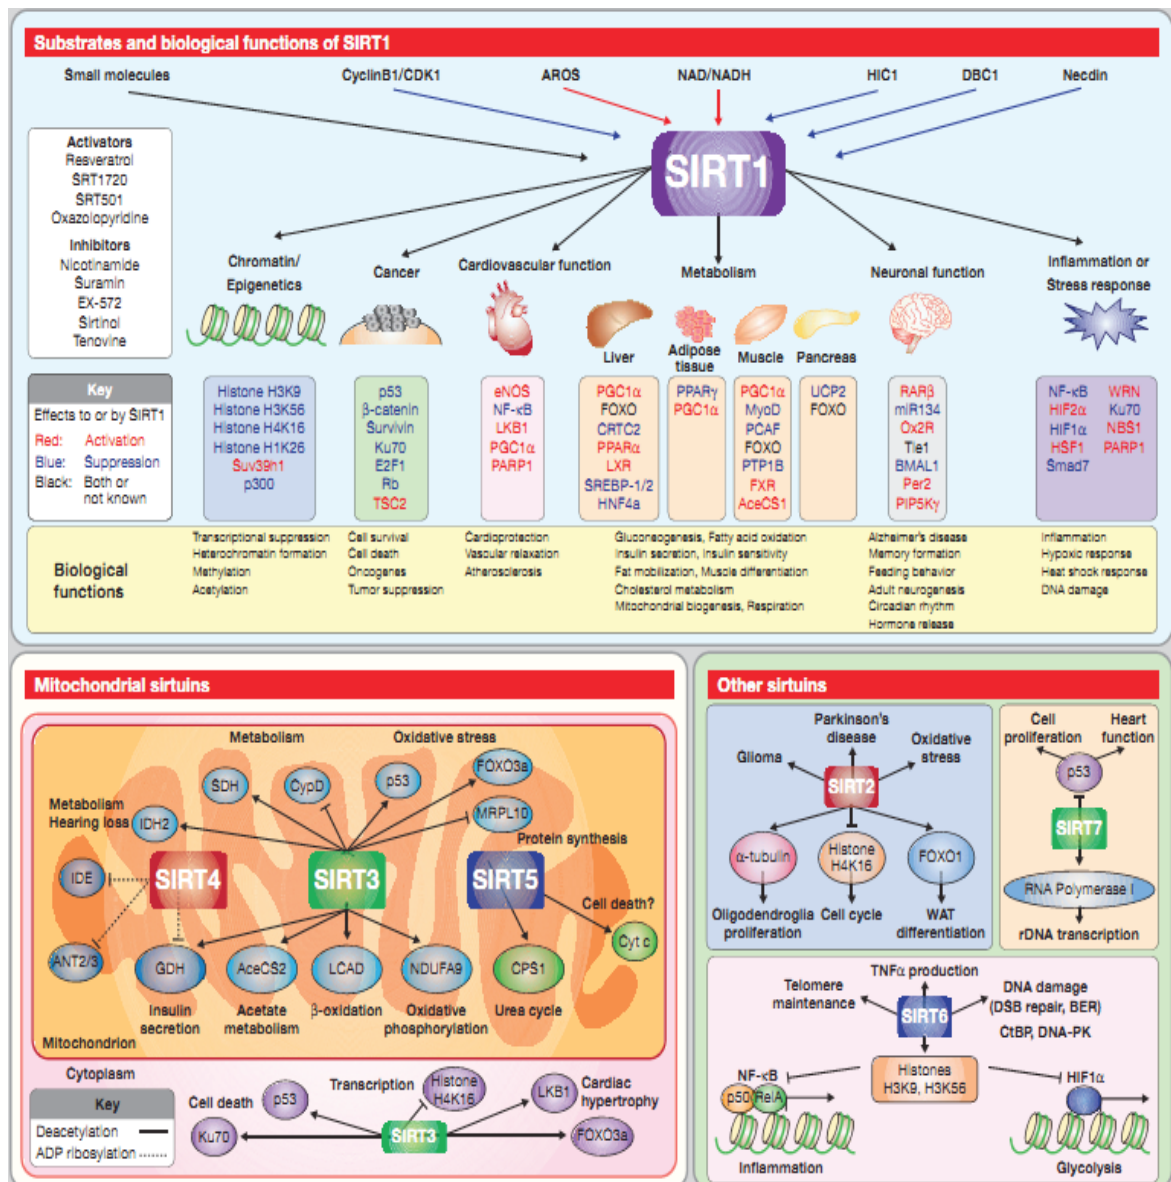 Substrates and biological functions of SIRT1
Small molecules
CyclinB1/CDK1
AROS
NAD/NADH
HIC1
DBC1
Necdin
SIRT1
Activators
Resveratrol
SRT1720
SRT501
Oxazolopyridine
Inhibitors
Nicotinamide
Suramin
EX-572
Sirtinol
Tenovine
Chromatin/
Epigenetics
Cancer
Cardiovascular function
Metabolism
Neuronal function
Inflammation or
Stress response
Liver
Adipose
tissue
Muscle
Pancreas
Key
Effects to or by SIRT1
Red: Activation
Blue: Suppression
Black: Both or
not known
Histone H3K9
Histone H3K56
Histone H4K16
Histone H1K26
Suv39h1
p300
p53
β-catenin
Survivin
Ku70
E2F1
Rb
TSC2
eNOS
NF-κB
LKB1
PGC1α
PARP1
PGC1α
FOXO
CRTC2
PPARα
LXR
SREBP-1/2
HNF4a
PPARγ
PGC1α
PGC1α
MyoD
PCAF
FOXO
PTP1B
FXR
AceCS1
UCP2
FOXO
RARβ
miR134
Ox2R
Tie1
BMAL1
Per2
PIP5Kγ
NF-κB WRN
HIF2α Ku70
HIF1α NBS1
HSF1 PARP1
Smad7
Biological
functions
Transcriptional suppression
Heterochromatin formation
Methylation
Acetylation
Cell survival
Cell death
Oncogenes
Tumor suppression
Cardioprotection
Vascular relaxation
Atherosclerosis
Gluconeogenesis, Fatty acid oxidation
Insulin secretion, Insulin sensitivity
Fat mobilization, Muscle differentiation
Cholesterol metabolism
Mitochondrial biogenesis, Respiration
Alzheimer's disease
Memory formation
Feeding behavior
Adult neurogenesis
Circadian rhythm
Hormone release
Inflammation
Hypoxic response
Heat shock response
DNA damage
Mitochondrial sirtuins
Metabolism
Oxidative stress
SDH
CypD
p53
FOXO3a
Metabolism
Hearing loss
IDH2
MRPL10
Protein synthesis
IDE
SIRT4
SIRT3
SIRT5
Cell death?
Cyt c
ANT2/3
GDH
AceCS2
LCAD
NDUFA9
CPS1
Insulin
secretion
Acetate
metabolism
β-oxidation
Oxidative
phosphorylation
Urea cycle
Mitochondrion
Cytoplasm
Key
Deacetylation
ADP ribosylation
Cell death
p53
Transcription
Histone
H4K16
LKB1
Cardiac
hypertrophy
Ku70
SIRT3
FOXO3a
Other sirtuins
Parkinson's
disease
Glioma
Oxidative
stress
SIRT2
α-tubulin
Histone
H4K16
FOXO1
Oligodendroglia
proliferation
Cell cycle
WAT
differentiation
Cell
proliferation
Heart
function
p53
SIRT7
RNA Polymerase I
rDNA transcription
TNFα production
Telomere
maintenance
DNA damage
(DSB repair, BER)
SIRT6
CtBP, DNA-PK
Histones
H3K9, H3K56
NF-κB
p50 RelA
HIF1α
Inflammation
Glycolysis